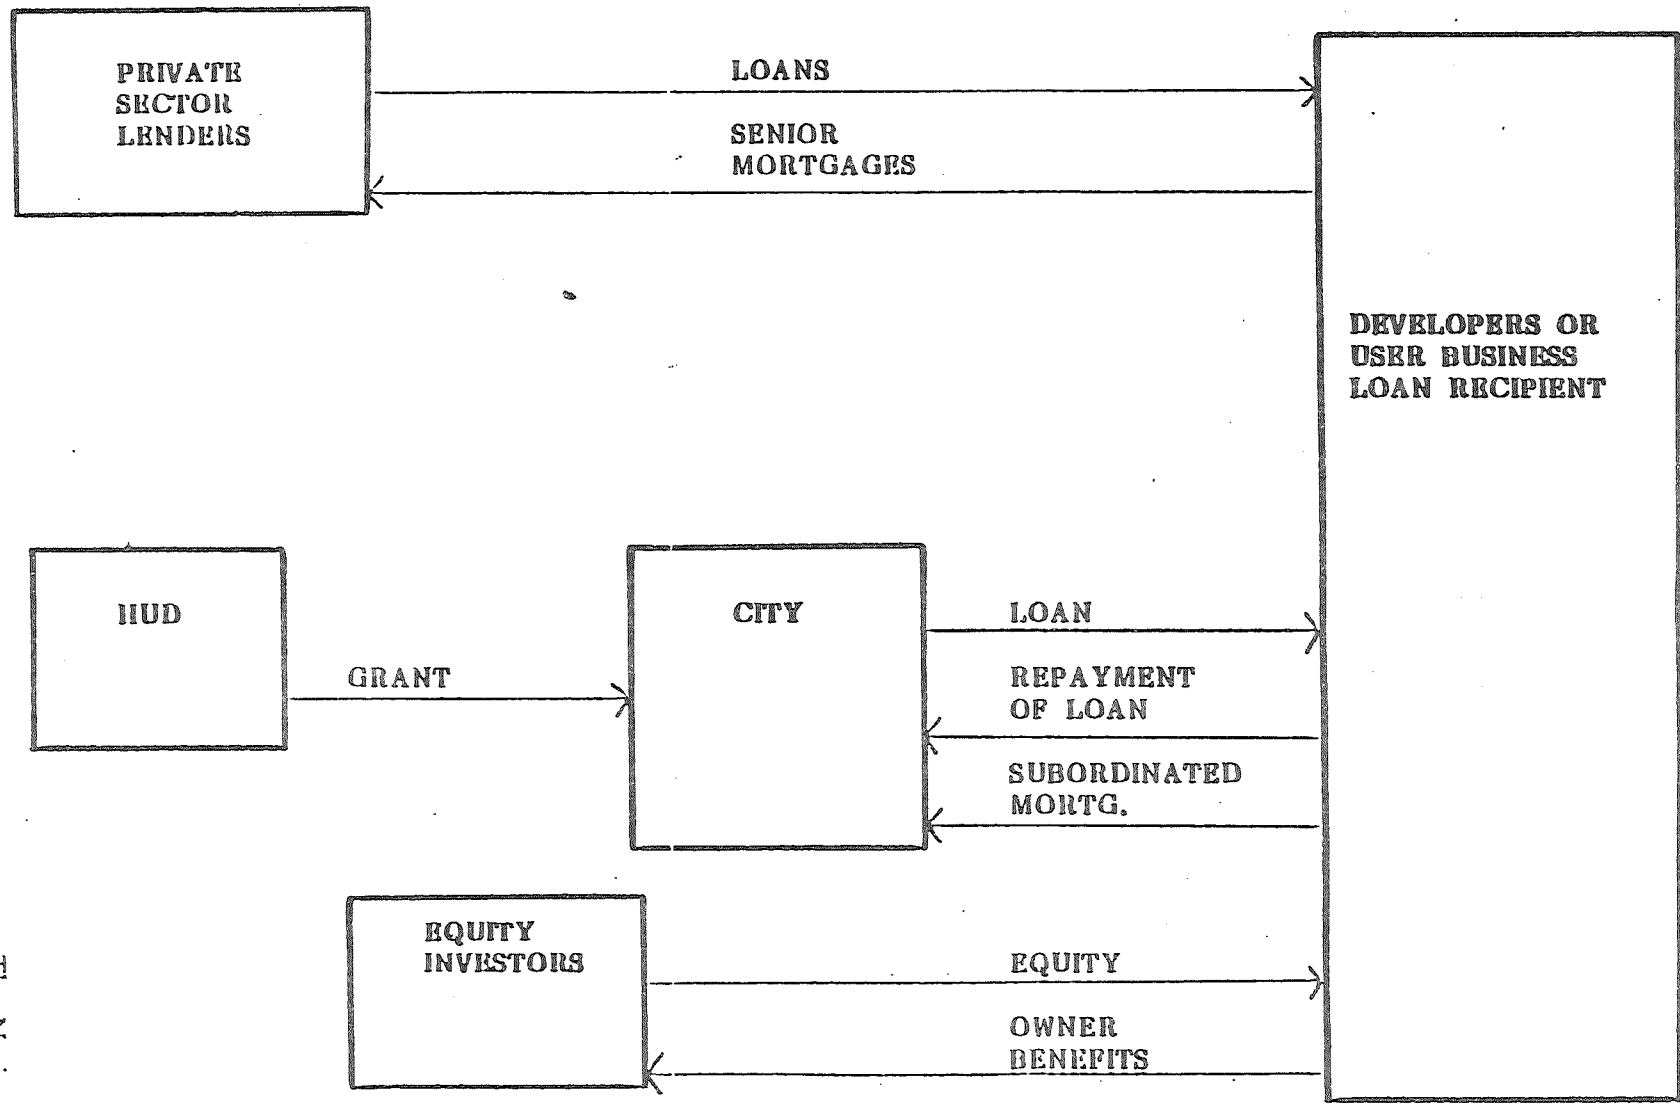 PRIVATE
SECTOR
LENDERS
LOANS
SENIOR
MORTGAGES
DEVELOPERS OR
USER BUSINESS
LOAN RECIPIENT
HUD
GRANT
CITY
LOAN
REPAYMENT
OF LOAN
SUBORDINATED
MORTG.
EQUITY
INVESTORS
EQUITY
OWNER
BENEFITS